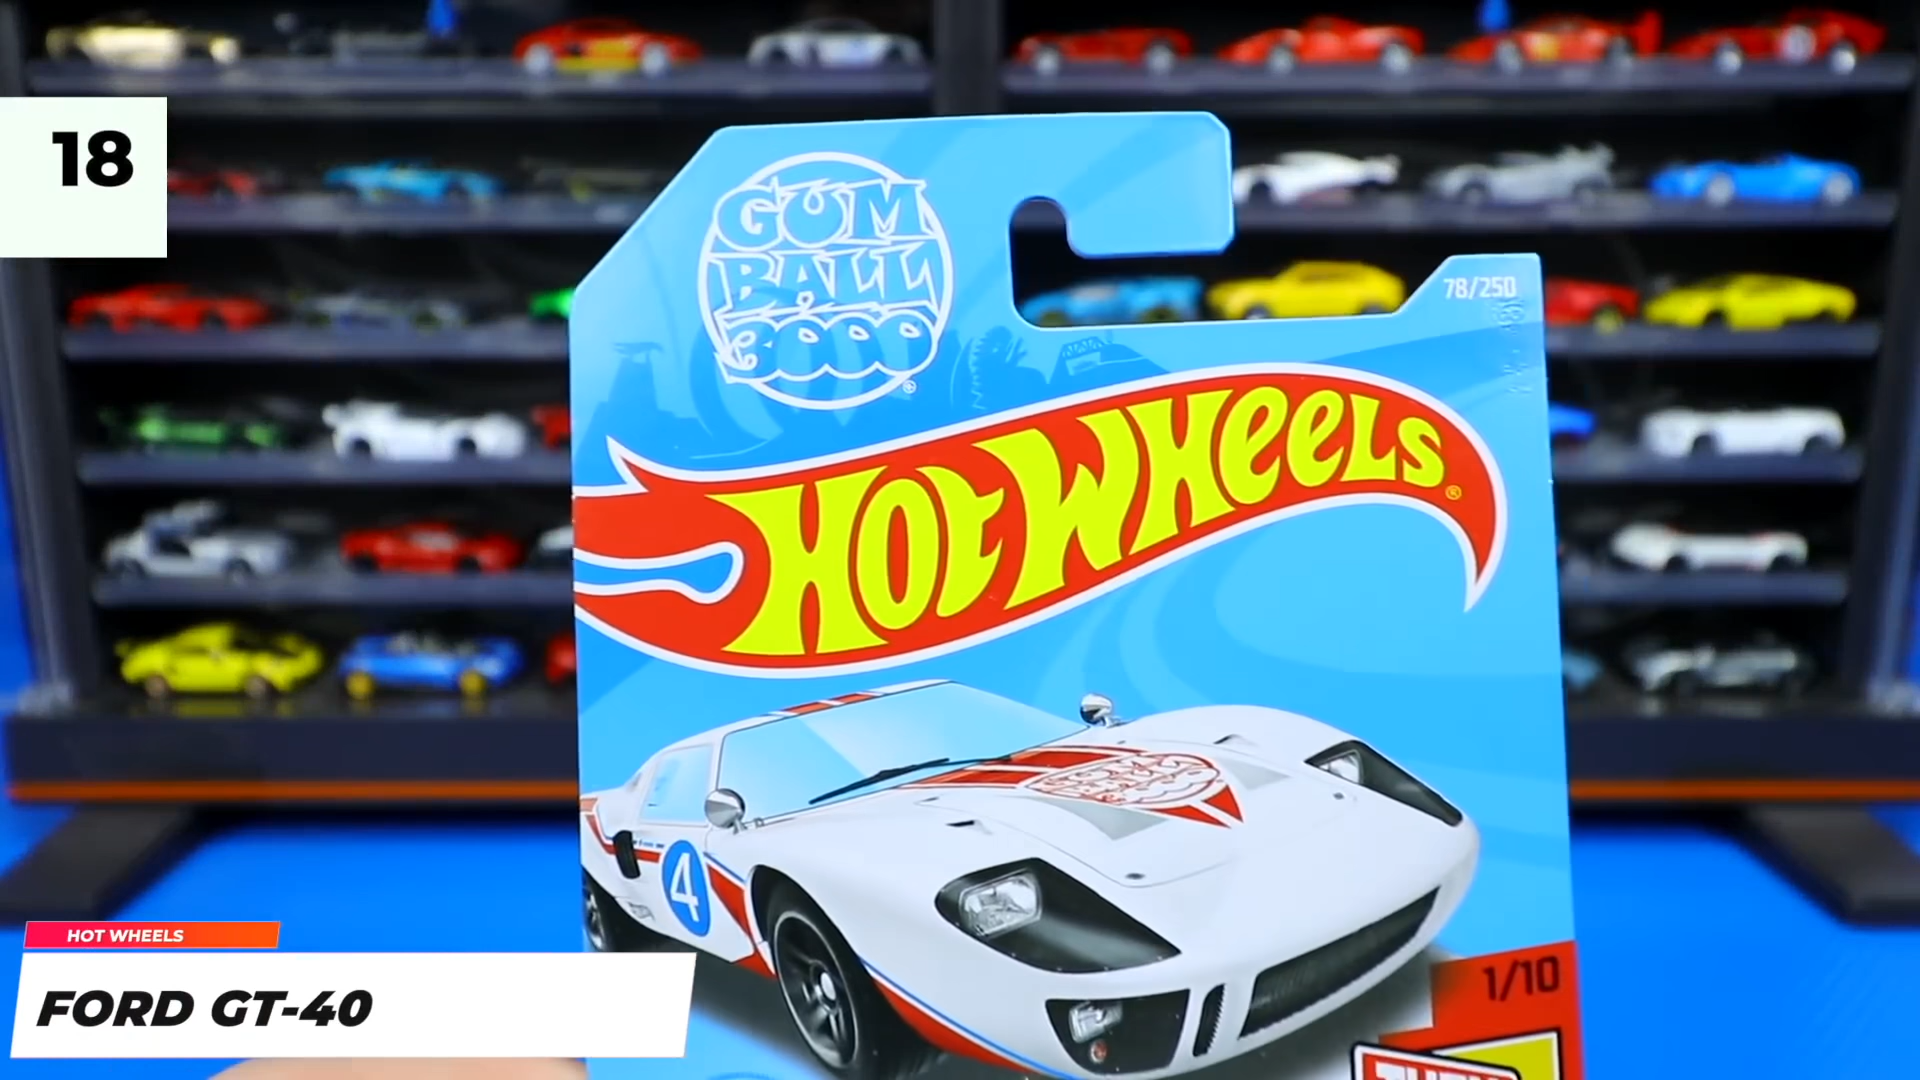 18
GUM
BALL
3000
78/250
HOT WHEELS
4
1/10
HOT WHEELS
FORD GT-40